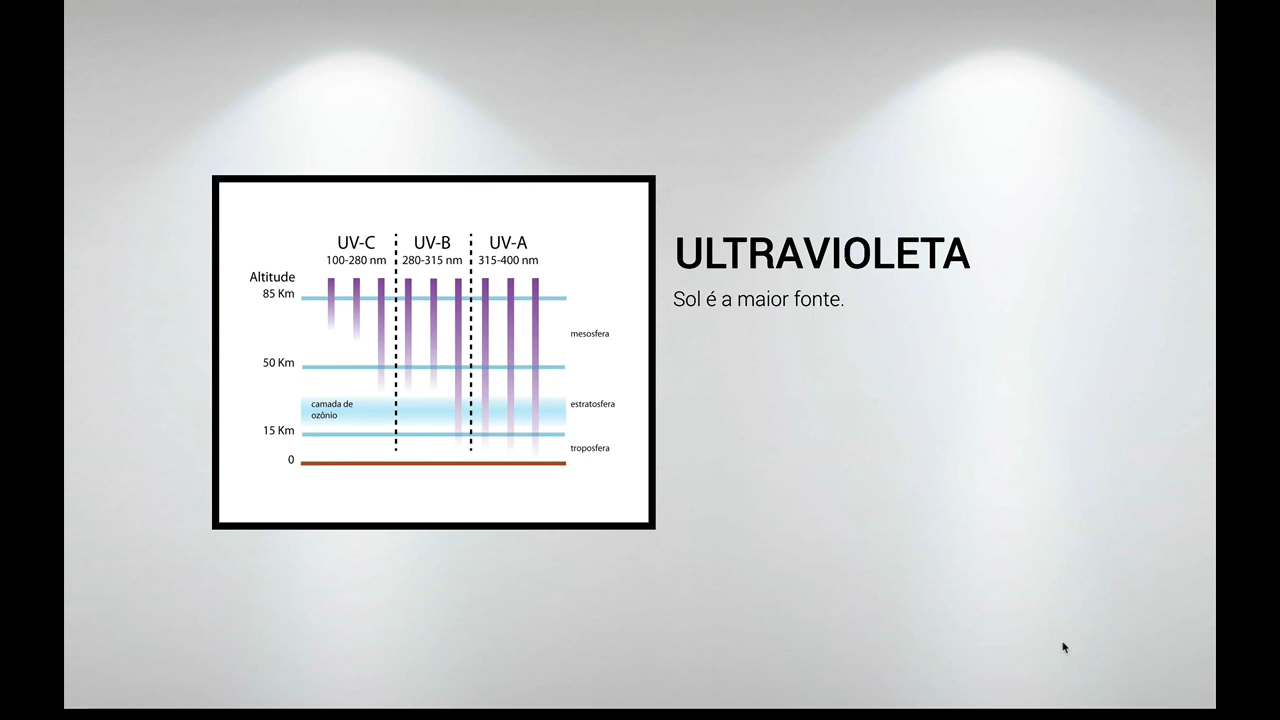 UV-C UV-B UV-A
100-280 nm 280-315 nm 315-400 nm
Altitude
85 Km
mesosfera
50 Km
camada de
ozônio
estratosfera
15 Km
troposfera
0
ULTRAVIOLETA
Sol é a maior fonte.